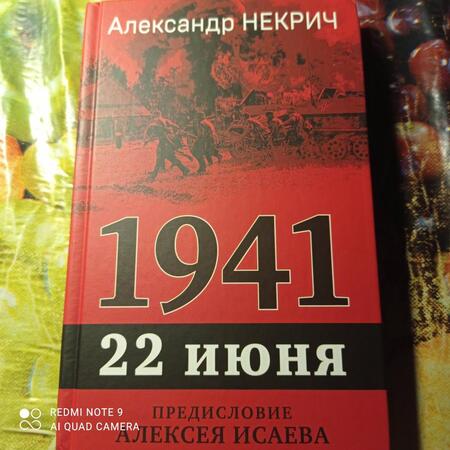 Александр НЕКРИЧ
1941
22 ИЮНЯ
ПРЕДИСЛОВИЕ
АЛЕКСЕЯ ИСАЕВА
REDMI NOTE 9
AI QUAD CAMERA